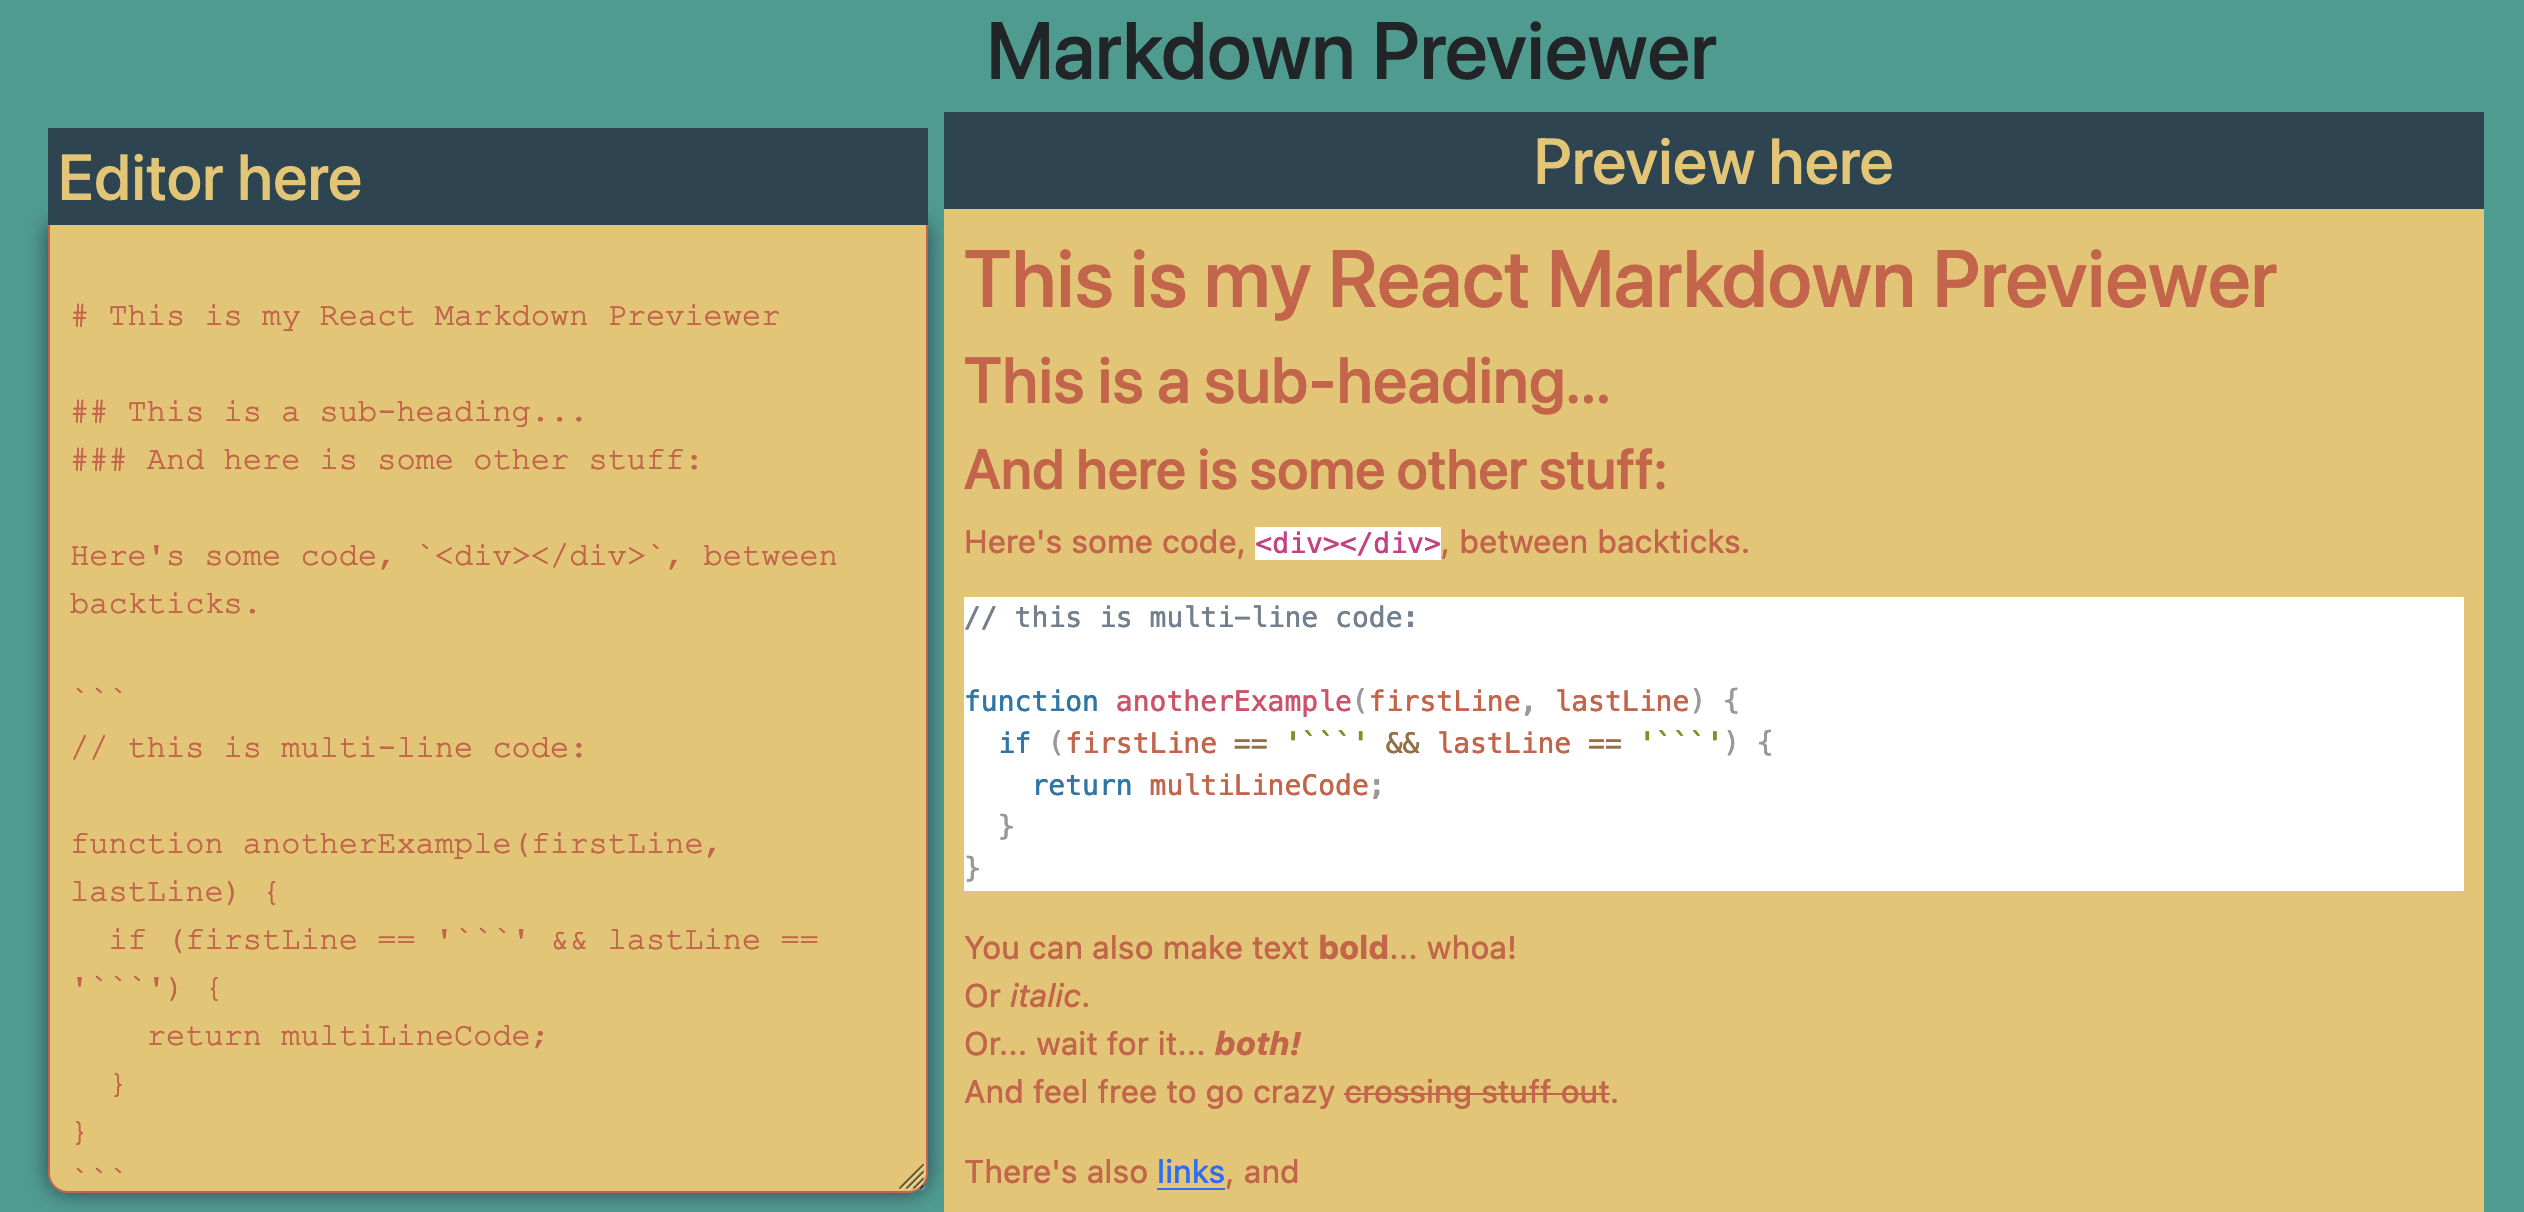 Markdown Previewer
Editor here
# This is my React Markdown Previewer
## This is a sub-heading...
### And here is some other stuff:
Here's some code, `<div></div>`, between
backticks.
```
// this is multi-line code:
function anotherExample(firstLine,
lastLine) {
  if (firstLine == '```' && lastLine ==
'```') {
    return multiLineCode;
  }
}
```
Preview here
This is my React Markdown Previewer
This is a sub-heading...
And here is some other stuff:
Here's some code, <div></div>, between backticks.
// this is multi-line code:
function anotherExample(firstLine, lastLine) {
  if (firstLine == '```' && lastLine == '```') {
    return multiLineCode;
  }
}
You can also make text bold... whoa!
Or italic.
Or... wait for it... both!
And feel free to go crazy crossing stuff out.
There's also links, and